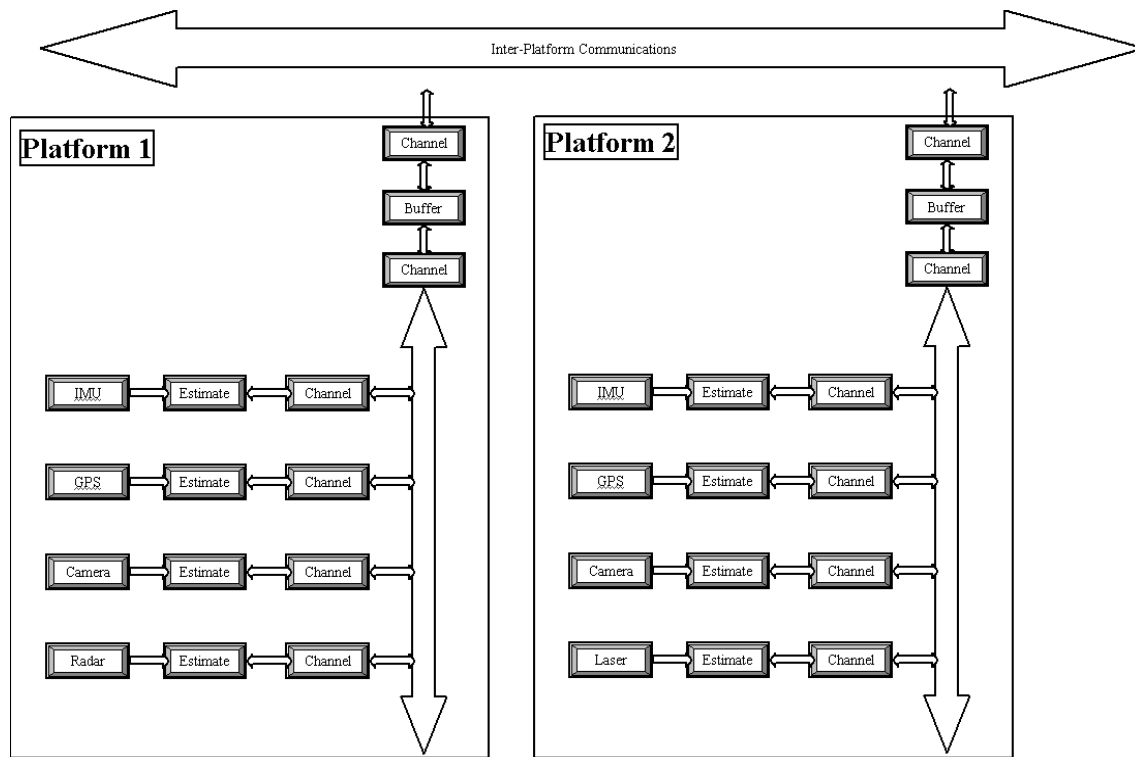 Inter-Platform Communications
Platform 1
Channel
Buffer
Channel
IMU Estimate Channel
GPS Estimate Channel
Camera Estimate Channel
Radar Estimate Channel
Platform 2
Channel
Buffer
Channel
IMU Estimate Channel
GPS Estimate Channel
Camera Estimate Channel
Laser Estimate Channel